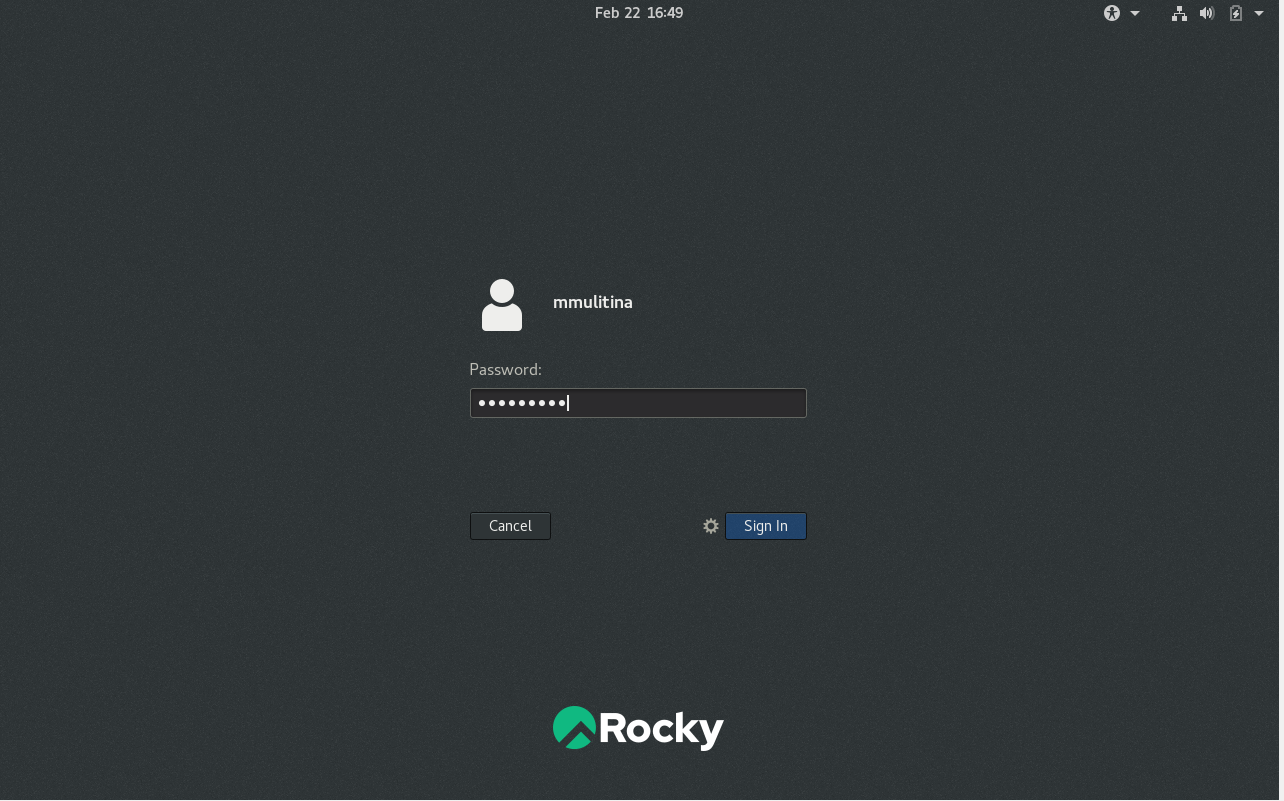 Feb 22 16:49
mmulitina
Password:
•••••••••
Cancel
Sign In
Rocky